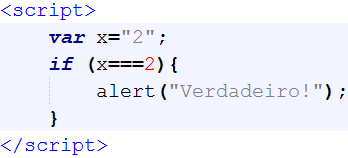 <script>
    var x="2";
    if (x===2){
        alert("Verdadeiro!");
    }
</script>